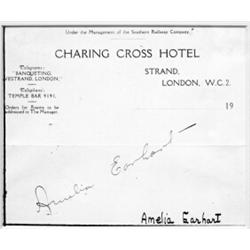 Under the Management of the Southern Railway Company.
CHARING CROSS HOTEL
Telegrams:
"BANQUETING,
WESTRAND, LONDON."
Telephone:
TEMPLE BAR 9191.
Orders for Rooms to be
addressed to The Manager.
STRAND,
LONDON, W.C.2.
19
Amelia Earhart
Amelia Earhart